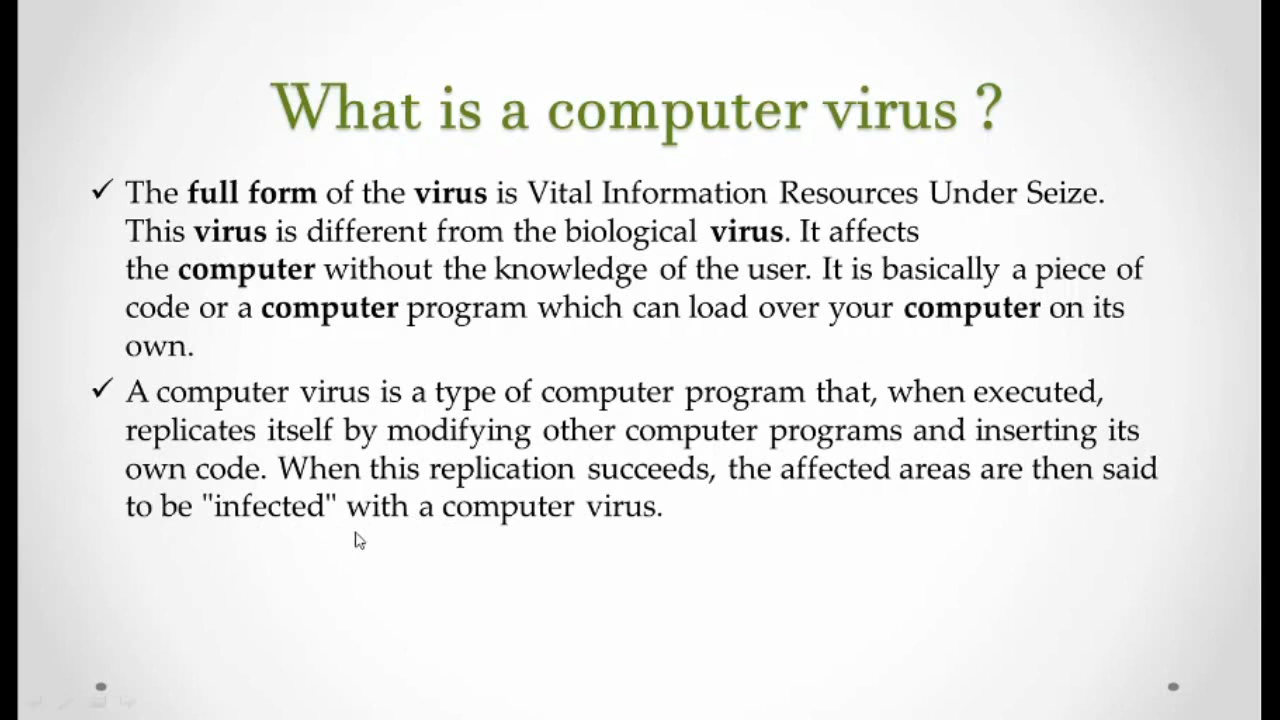 What is a computer virus ?
✓ The full form of the virus is Vital Information Resources Under Seize.
This virus is different from the biological virus. It affects
the computer without the knowledge of the user. It is basically a piece of
code or a computer program which can load over your computer on its
own.
✓ A computer virus is a type of computer program that, when executed,
replicates itself by modifying other computer programs and inserting its
own code. When this replication succeeds, the affected areas are then said
to be "infected" with a computer virus.